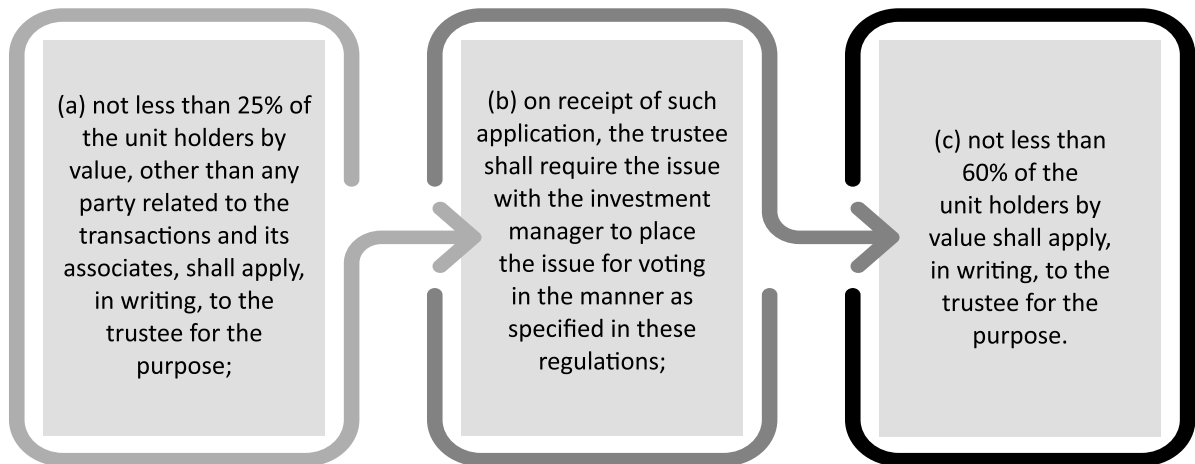 (a) not less than 25% of
the unit holders by
value, other than any
party related to the
transactions and its
associates, shall apply,
in writing, to the
trustee for the
purpose;
(b) on receipt of such
application, the trustee
shall require the issue
with the investment
manager to place
the issue for voting
in the manner as
specified in these
regulations;
(c) not less than
60% of the
unit holders by
value shall apply,
in writing, to the
trustee for the
purpose.